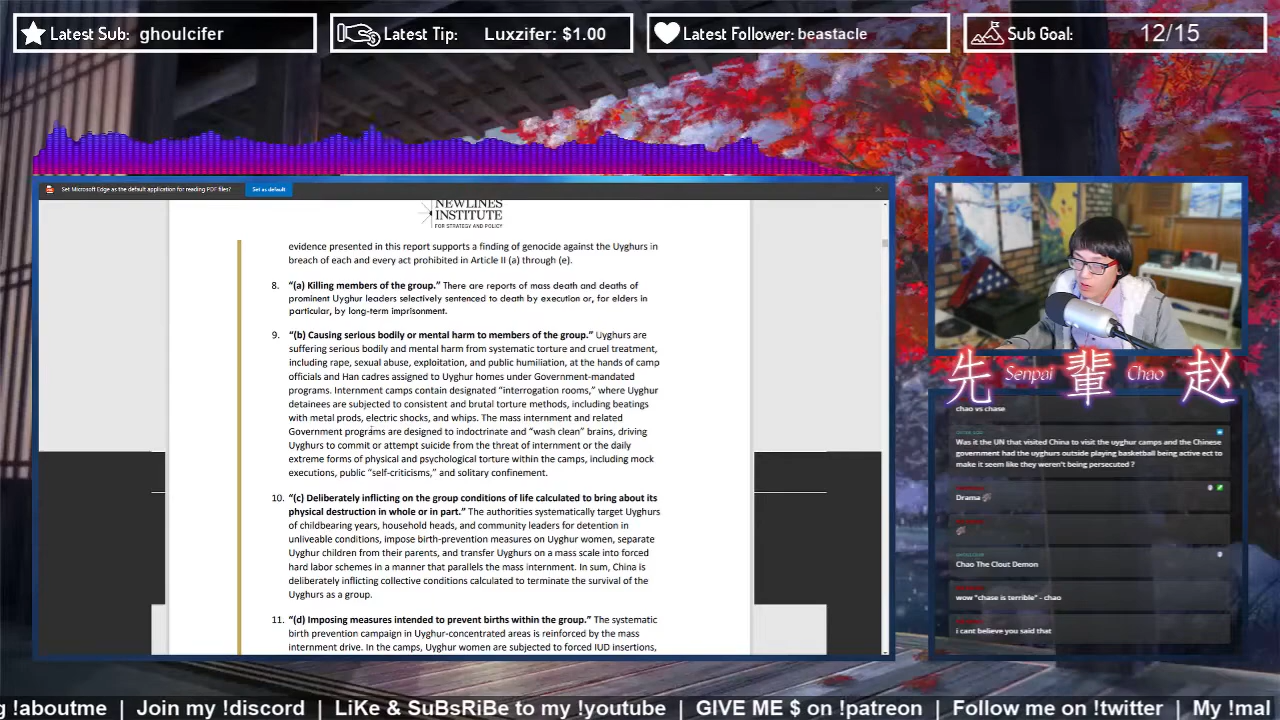 Latest Sub: ghoulcifer
Latest Tip: Luxzifer: $1.00
Latest Follower: beastacle
Sub Goal: 12/15
Set Microsoft Edge as the default application for reading PDF files? Set as default
NEWLINES
INSTITUTE
FOR STRATEGY AND POLICY
evidence presented in this report supports a finding of genocide against the Uyghurs in
breach of each and every act prohibited in Article II (a) through (e).
8. "(a) Killing members of the group." There are reports of mass death and deaths of
prominent Uyghur leaders selectively sentenced to death by execution or, for elders in
particular, by long-term imprisonment.
9. "(b) Causing serious bodily or mental harm to members of the group." Uyghurs are
suffering serious bodily and mental harm from systematic torture and cruel treatment,
including rape, sexual abuse, exploitation, and public humiliation, at the hands of camp
officials and Han cadres assigned to Uyghur homes under Government-mandated
programs. Internment camps contain designated "interrogation rooms," where Uyghur
detainees are subjected to consistent and brutal torture methods, including beatings
with metal prods, electric shocks, and whips. The mass internment and related
Government programs are designed to indoctrinate and "wash clean" brains, driving
Uyghurs to commit or attempt suicide from the threat of internment or the daily
extreme forms of physical and psychological torture within the camps, including mock
executions, public "self-criticisms," and solitary confinement.
10. "(c) Deliberately inflicting on the group conditions of life calculated to bring about its
physical destruction in whole or in part." The authorities systematically target Uyghurs
of childbearing years, household heads, and community leaders for detention in
unliveable conditions, impose birth-prevention measures on Uyghur women, separate
Uyghur children from their parents, and transfer Uyghurs on a mass scale into forced
hard labor schemes in a manner that parallels the mass internment. In sum, China is
deliberately inflicting collective conditions calculated to terminate the survival of the
Uyghurs as a group.
11. "(d) Imposing measures intended to prevent births within the group." The systematic
birth prevention campaign in Uyghur-concentrated areas is reinforced by the mass
internment drive. In the camps, Uyghur women are subjected to forced IUD insertions,
先 Senpai 輩 Chao 赵
chao vs chase
Was it the UN that visited China to visit the uyghur camps and the Chinese
government had the uyghurs outside playing basketball being active ect to
make it seem like they weren't being persecuted ?
Drama
Chao The Clout Demon
wow "chase is terrible" - chao
i cant believe you said that
g !aboutme | Join my !discord | LiKe & SuBsRiBe to my !youtube | GIVE ME $ on !patreon | Follow me on !twitter | My !mal